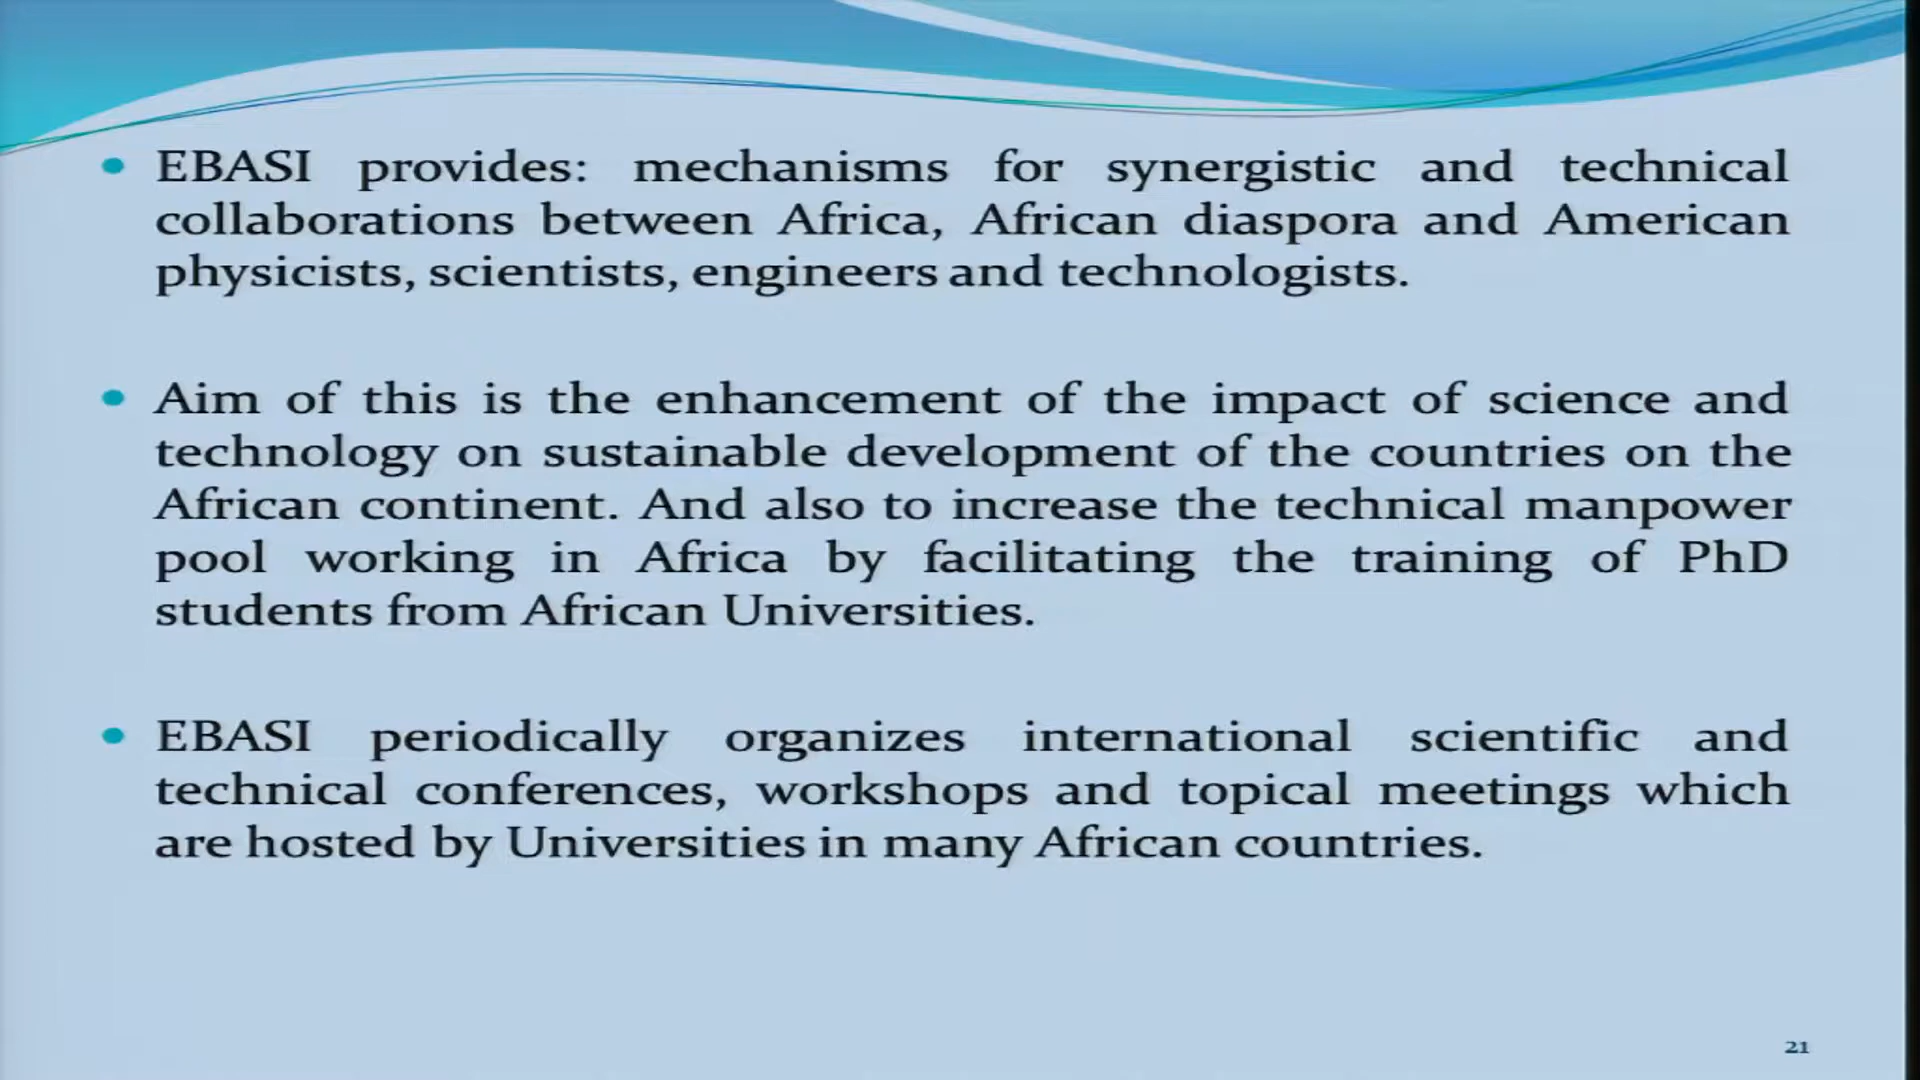 • EBASI provides: mechanisms for synergistic and technical
collaborations between Africa, African diaspora and American
physicists, scientists, engineers and technologists.
• Aim of this is the enhancement of the impact of science and
technology on sustainable development of the countries on the
African continent. And also to increase the technical manpower
pool working in Africa by facilitating the training of PhD
students from African Universities.
• EBASI periodically organizes international scientific and
technical conferences, workshops and topical meetings which
are hosted by Universities in many African countries.
21